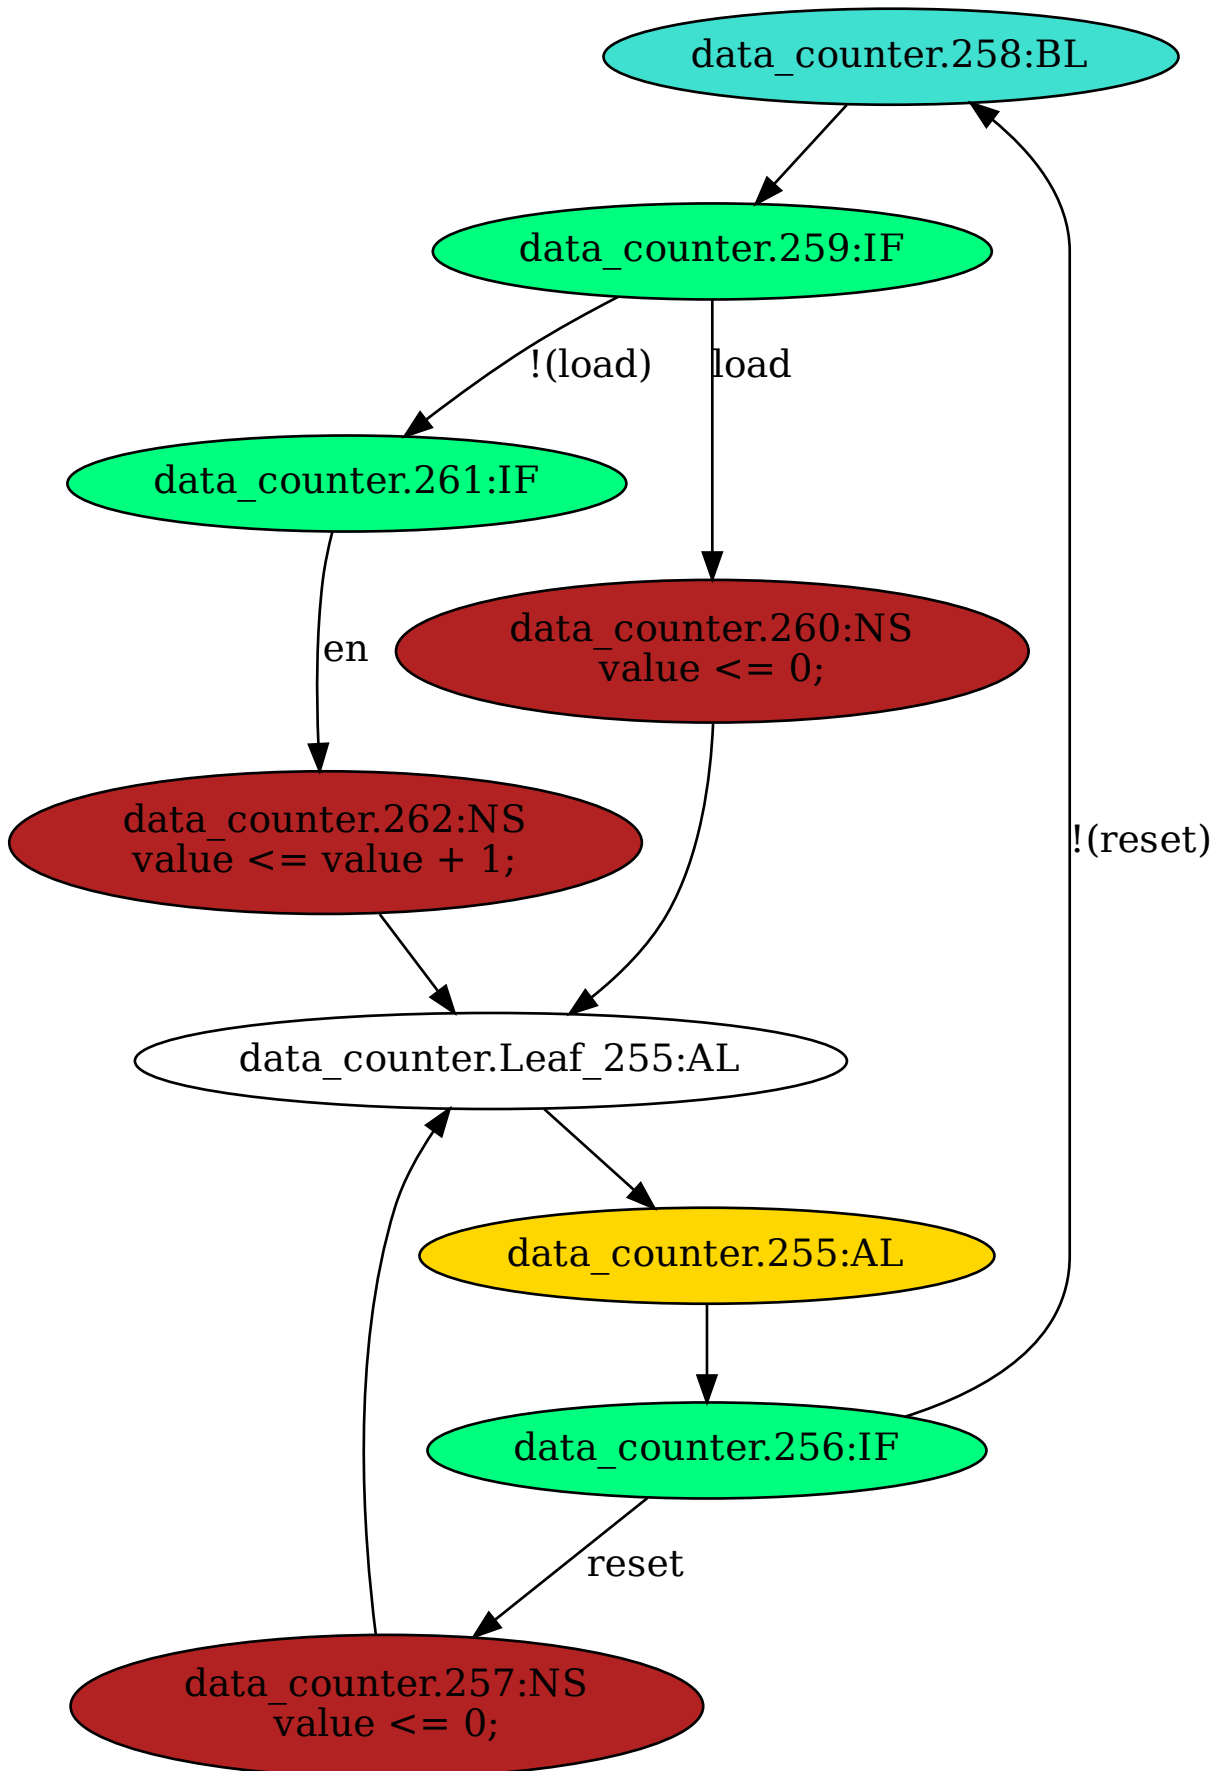 data_counter.258:BL
data_counter.259:IF
!(load)
load
data_counter.261:IF
data_counter.260:NS
value <= 0;
en
data_counter.262:NS
value <= value + 1;
!(reset)
data_counter.Leaf_255:AL
data_counter.255:AL
data_counter.256:IF
reset
data_counter.257:NS
value <= 0;